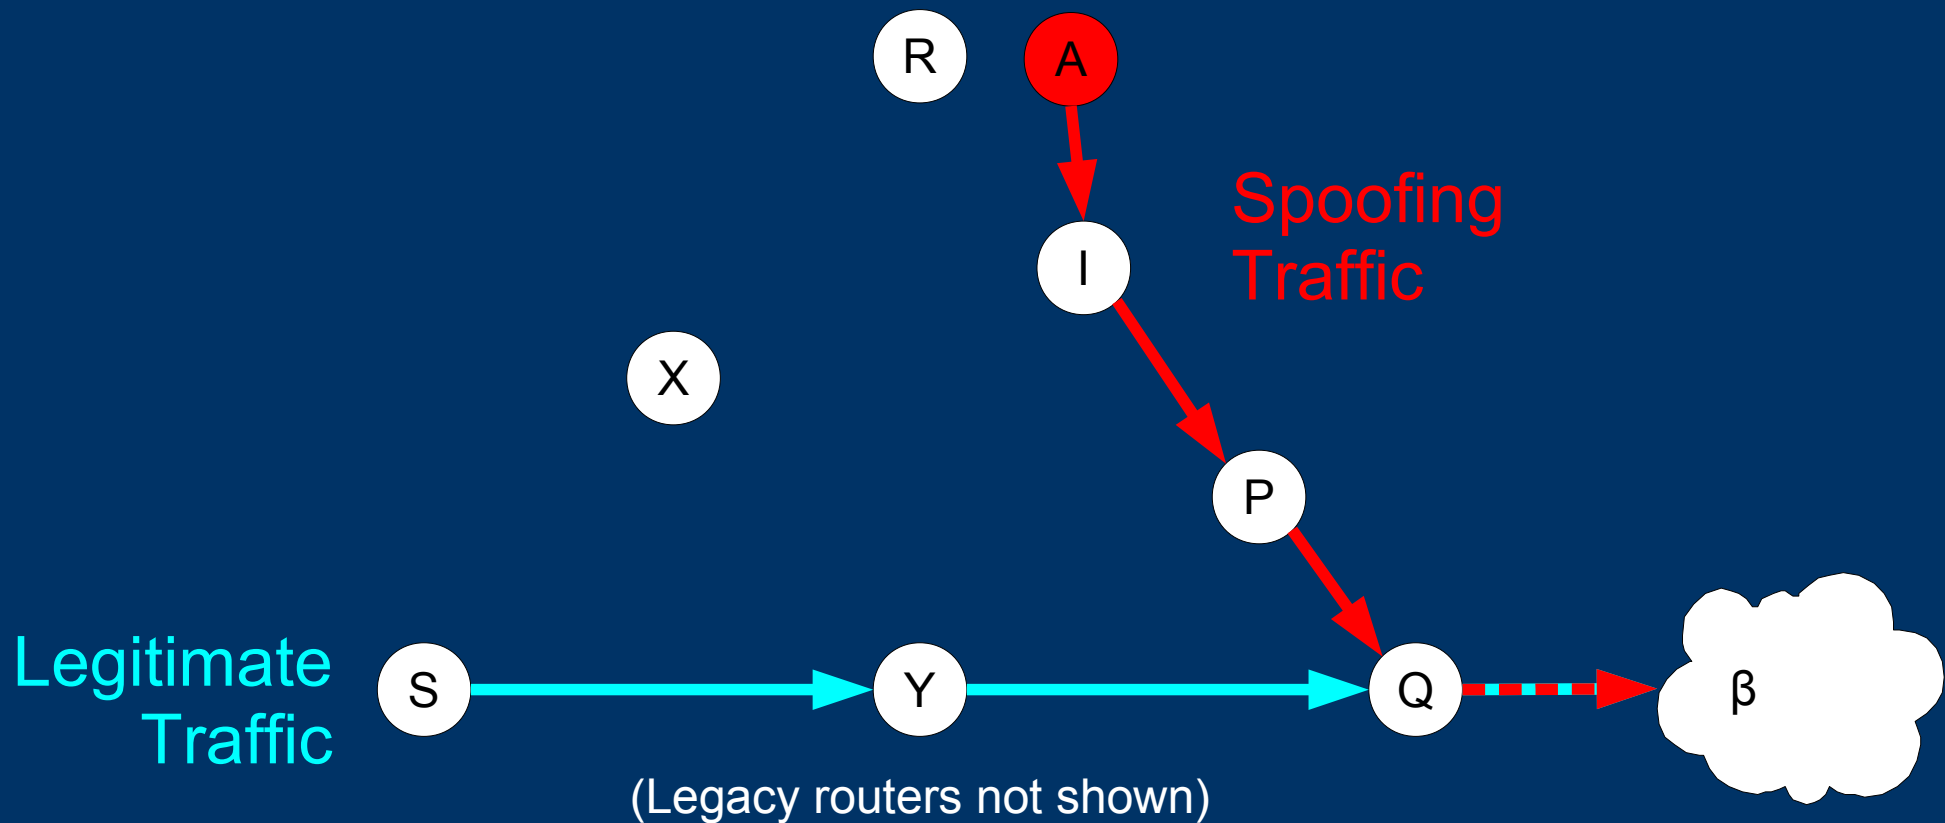 R
A
Spoofing
Traffic
I
X
P
Legitimate
Traffic
S
Y
Q
β
(Legacy routers not shown)